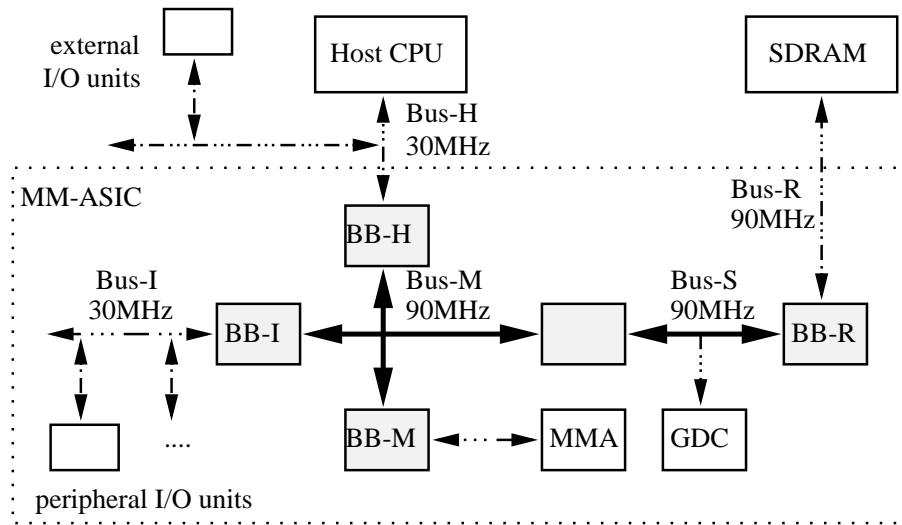 external
I/O units
Host CPU
SDRAM
Bus-H
30MHz
MM-ASIC
Bus-R
90MHz
BB-H
Bus-I
30MHz
Bus-M
90MHz
Bus-S
90MHz
BB-I
BB-R
BB-M
MMA
GDC
....
peripheral I/O units